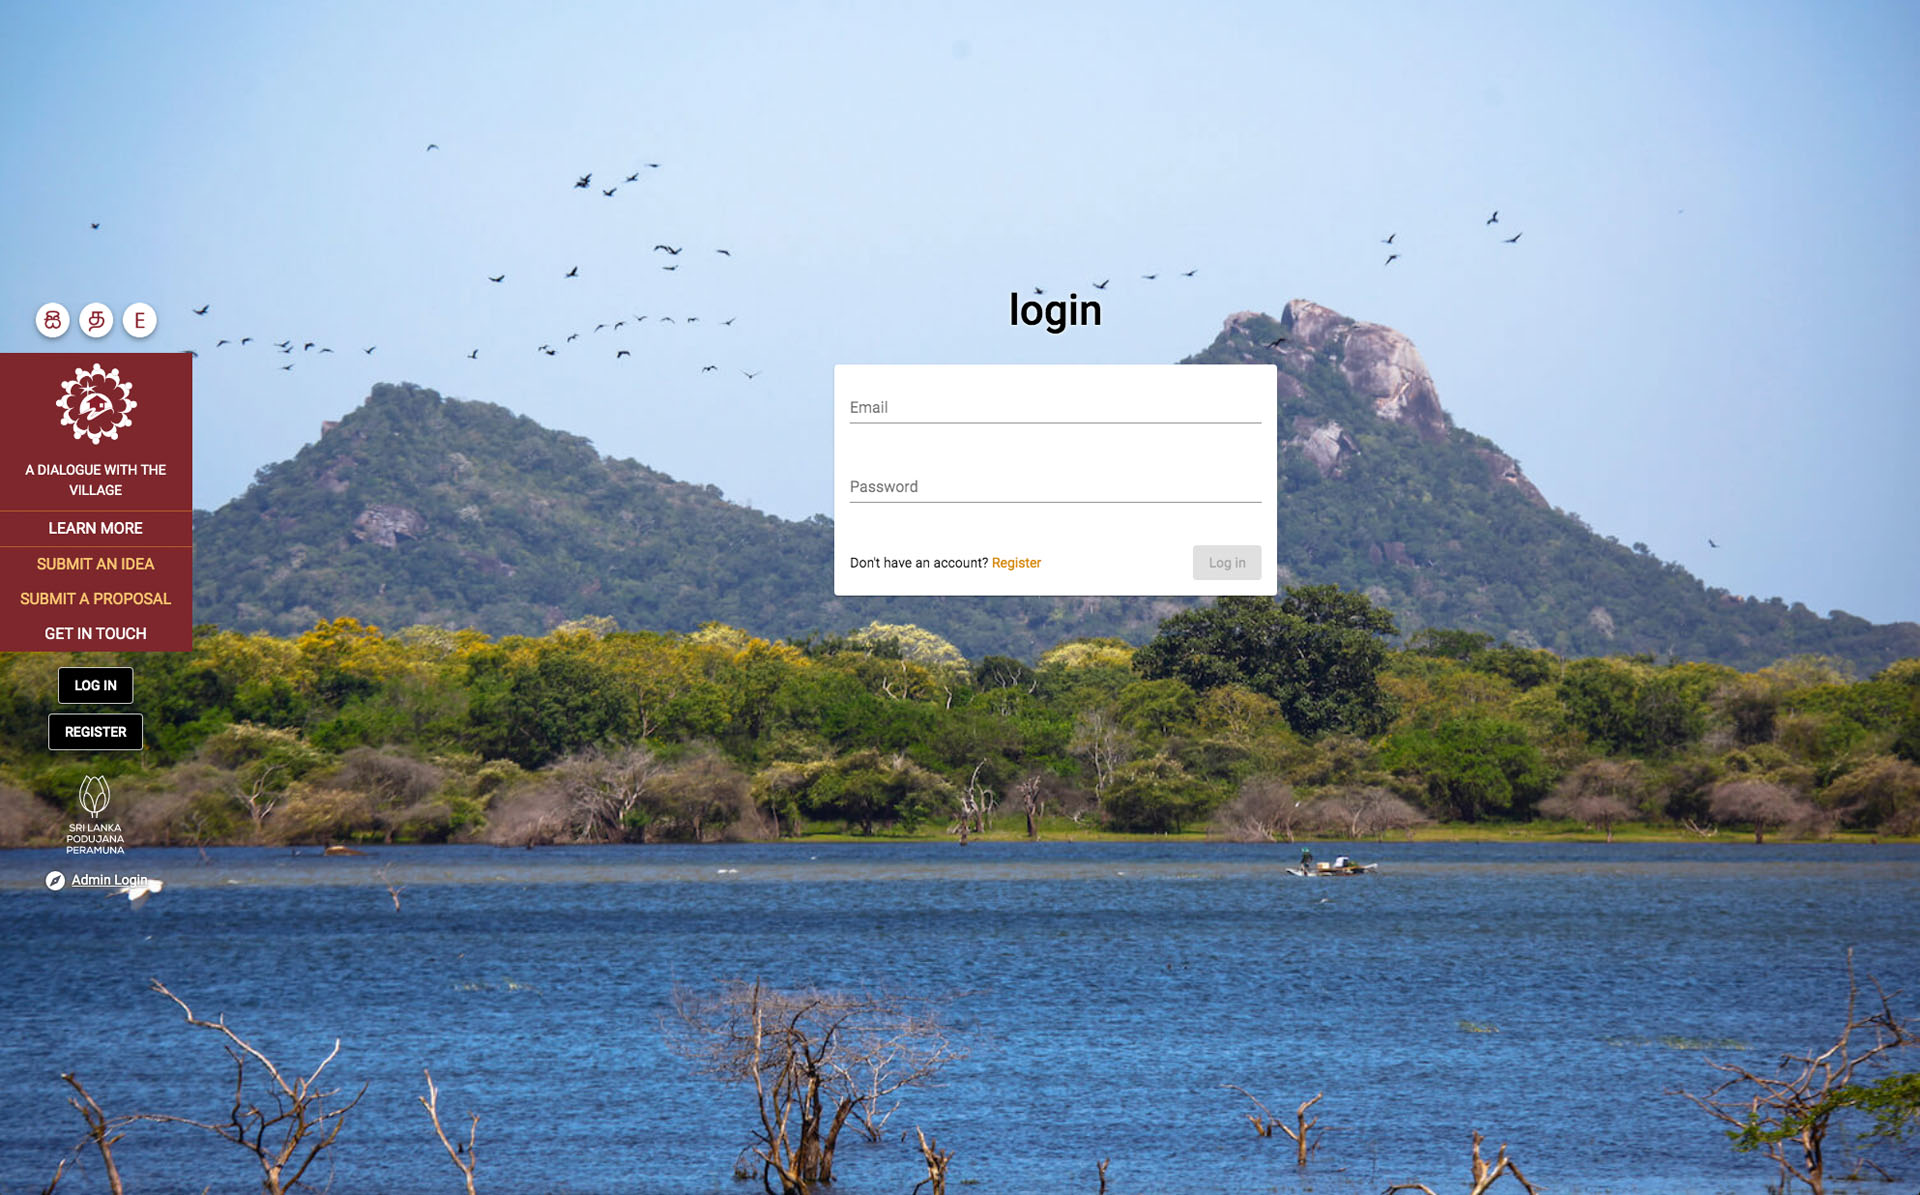 සි
த
E
A DIALOGUE WITH THE
VILLAGE
LEARN MORE
SUBMIT AN IDEA
SUBMIT A PROPOSAL
GET IN TOUCH
LOG IN
REGISTER
SRI LANKA
PODUJANA
PERAMUNA
Admin Login
login
Email
Password
Don't have an account? Register
Log in